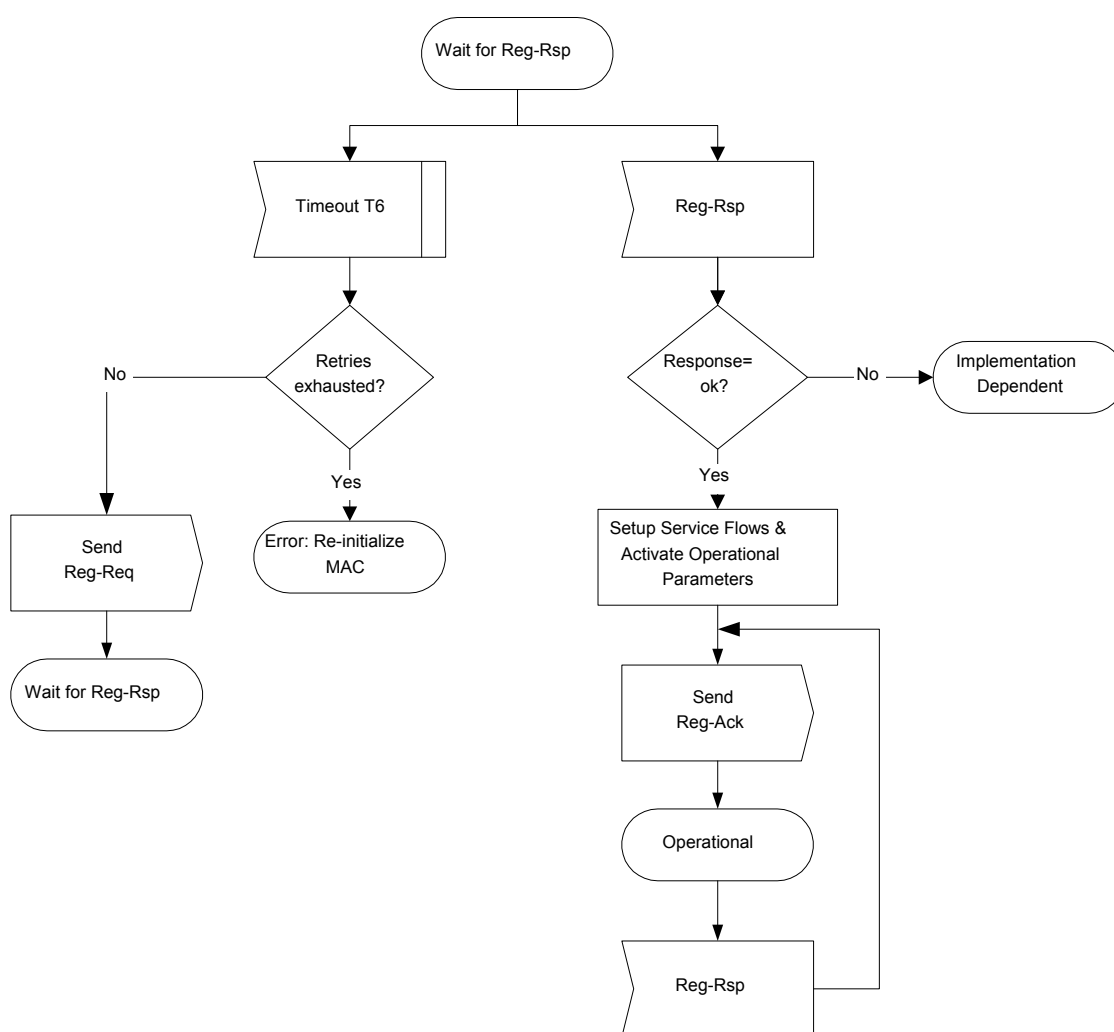 Wait for Reg-Rsp
Timeout T6
Reg-Rsp
Retries
exhausted?
No
Yes
Response=
ok?
No
Implementation
Dependent
Yes
Send
Reg-Req
Error: Re-initialize
MAC
Setup Service Flows &
Activate Operational
Parameters
Wait for Reg-Rsp
Send
Reg-Ack
Operational
Reg-Rsp